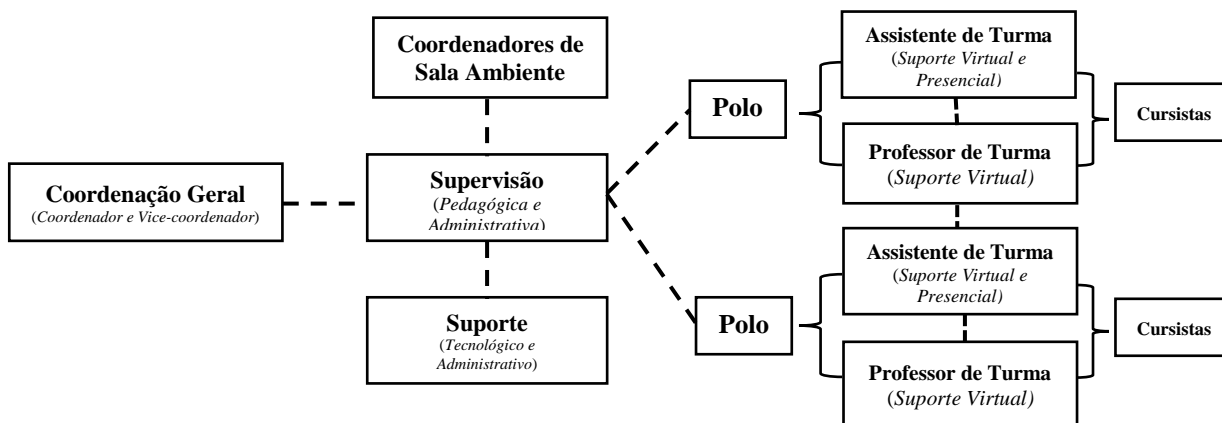 Coordenação Geral
(Coordenador e Vice-coordenador)
Coordenadores de
Sala Ambiente
Supervisão
(Pedagógica e
Administrativa)
Suporte
(Tecnológico e
Administrativo)
Polo
Assistente de Turma
(Suporte Virtual e
Presencial)
Professor de Turma
(Suporte Virtual)
Cursistas
Polo
Assistente de Turma
(Suporte Virtual e
Presencial)
Professor de Turma
(Suporte Virtual)
Cursistas